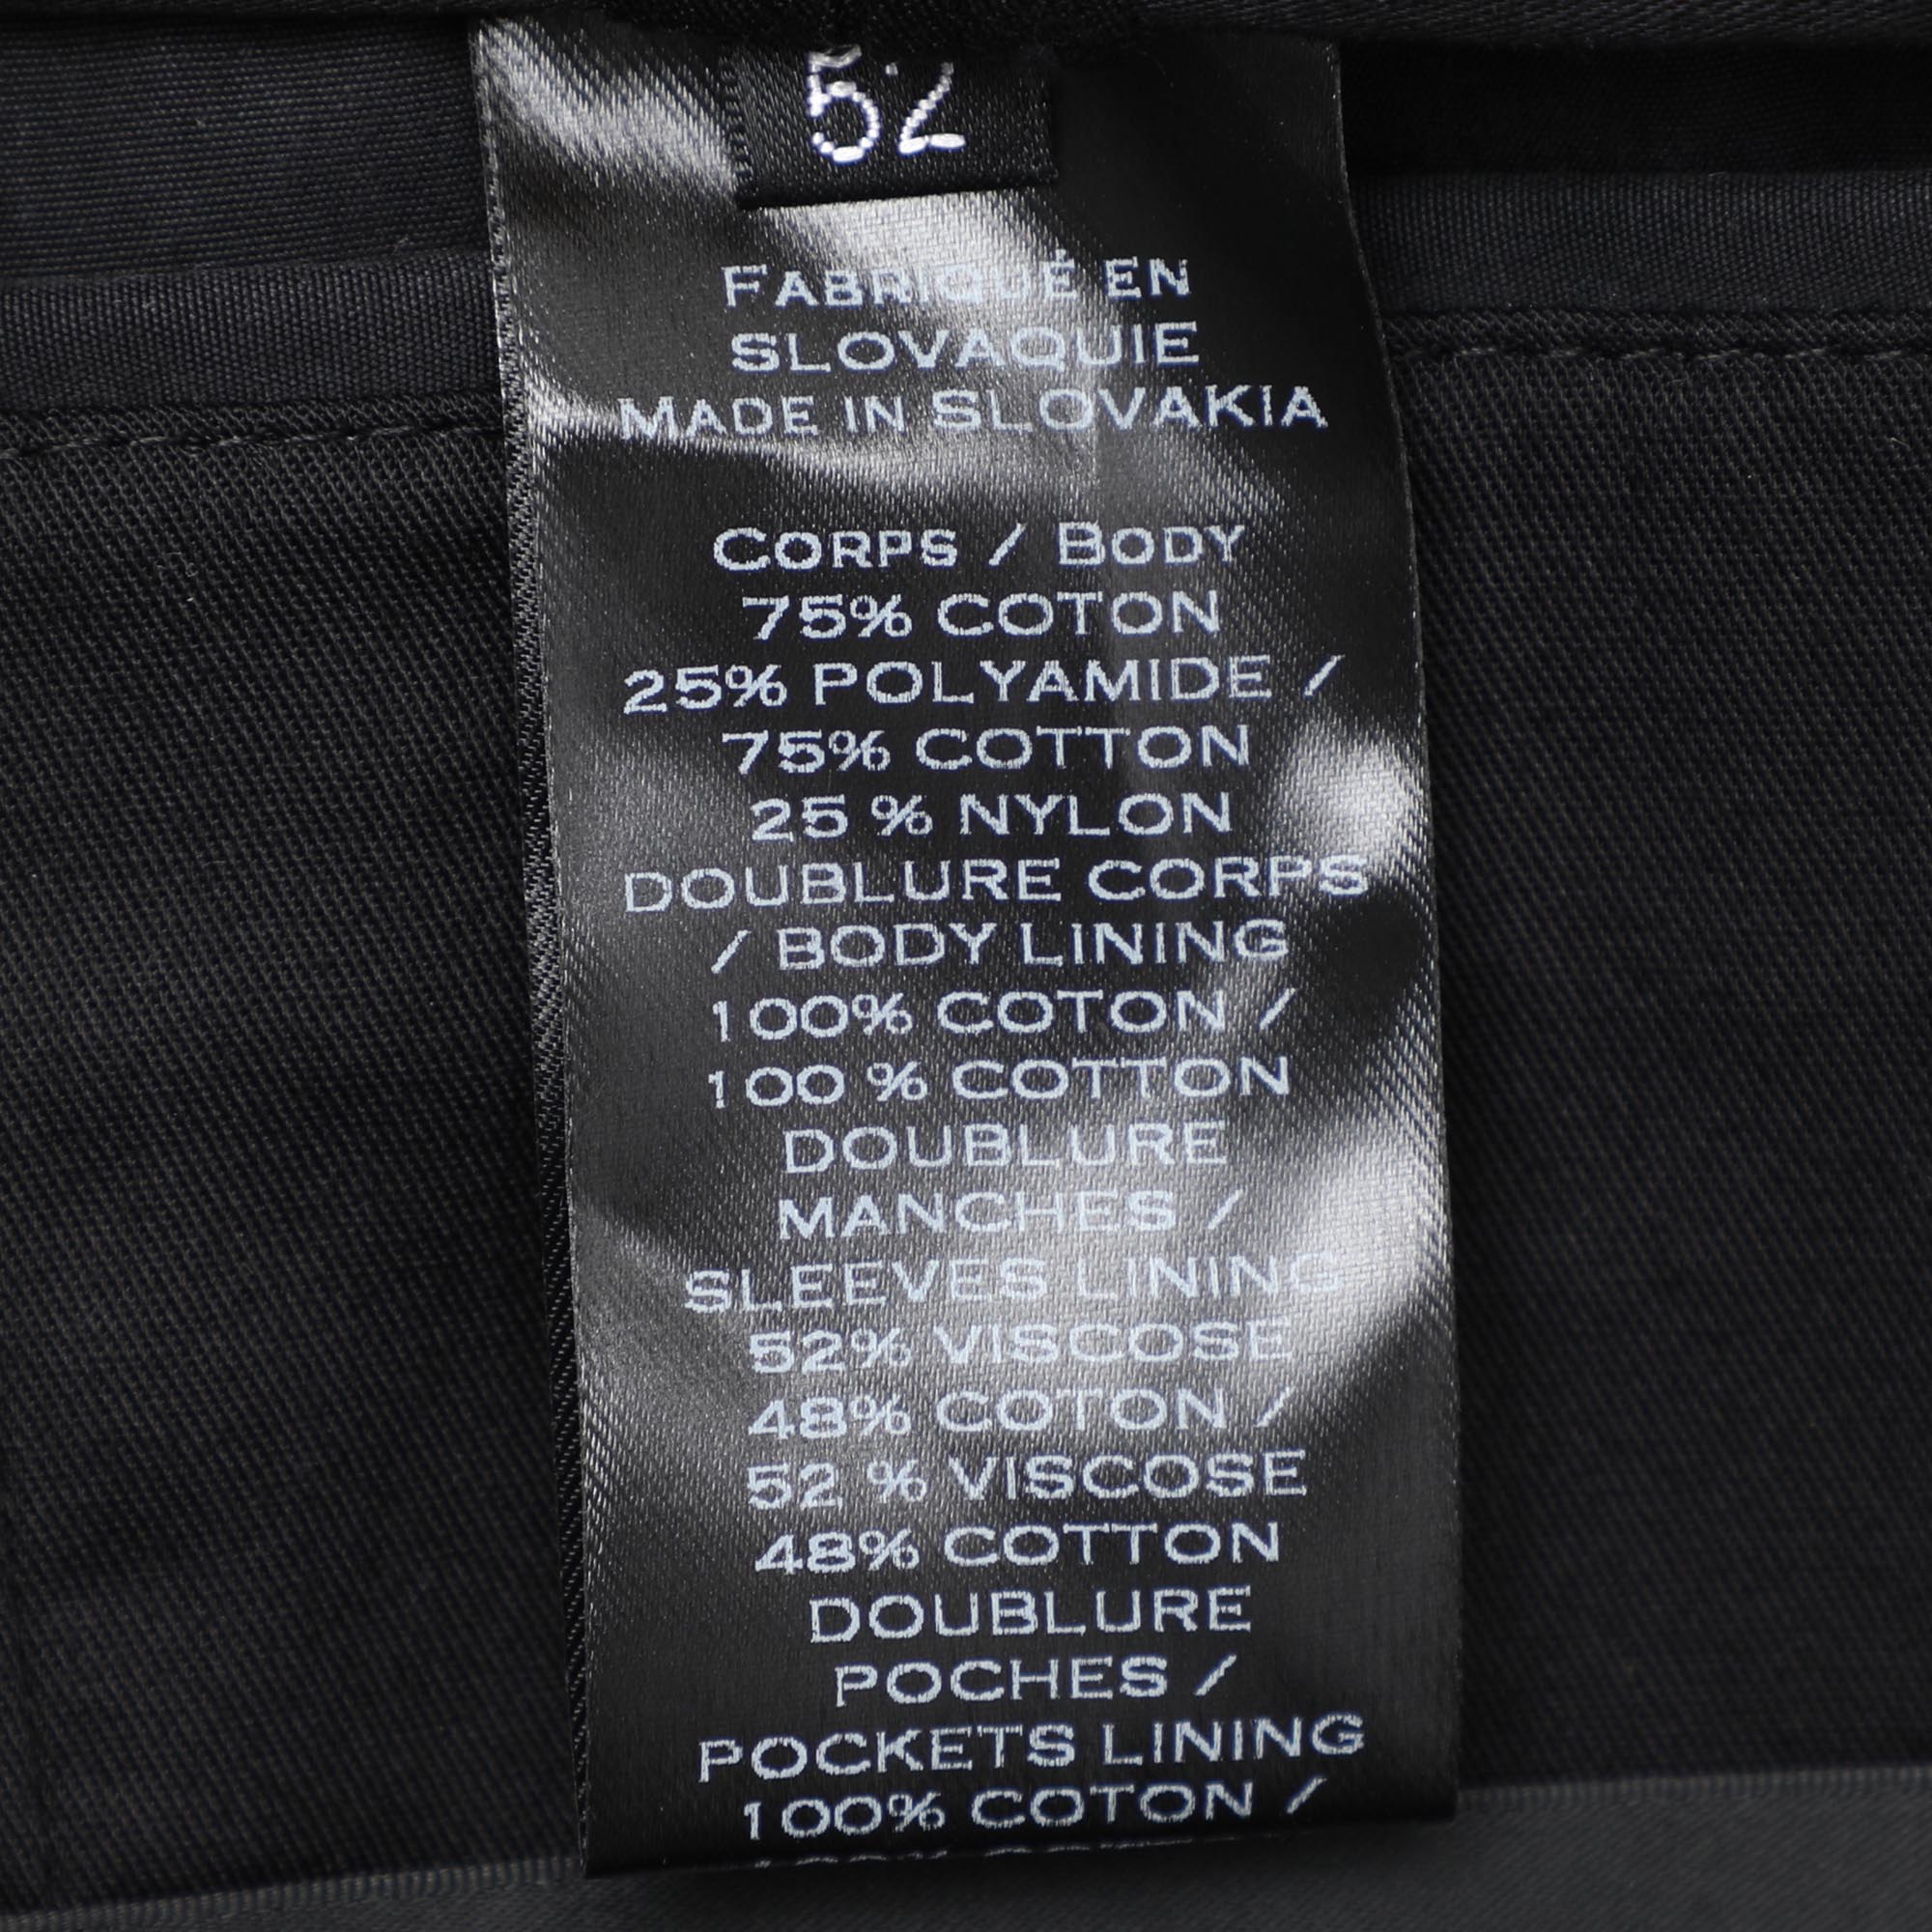 52
FABRIQUÉ EN
SLOVAQUIE
MADE IN SLOVAKIA
CORPS / BODY
75% COTON
25% POLYAMIDE /
75% COTTON
25 % NYLON
DOUBLURE CORPS
/ BODY LINING
100% COTON /
100 % COTTON
DOUBLURE
MANCHES /
SLEEVES LINING
52% VISCOSE
48% COTON /
52 % VISCOSE
48% COTTON
DOUBLURE
POCHES /
POCKETS LINING
100% COTON /